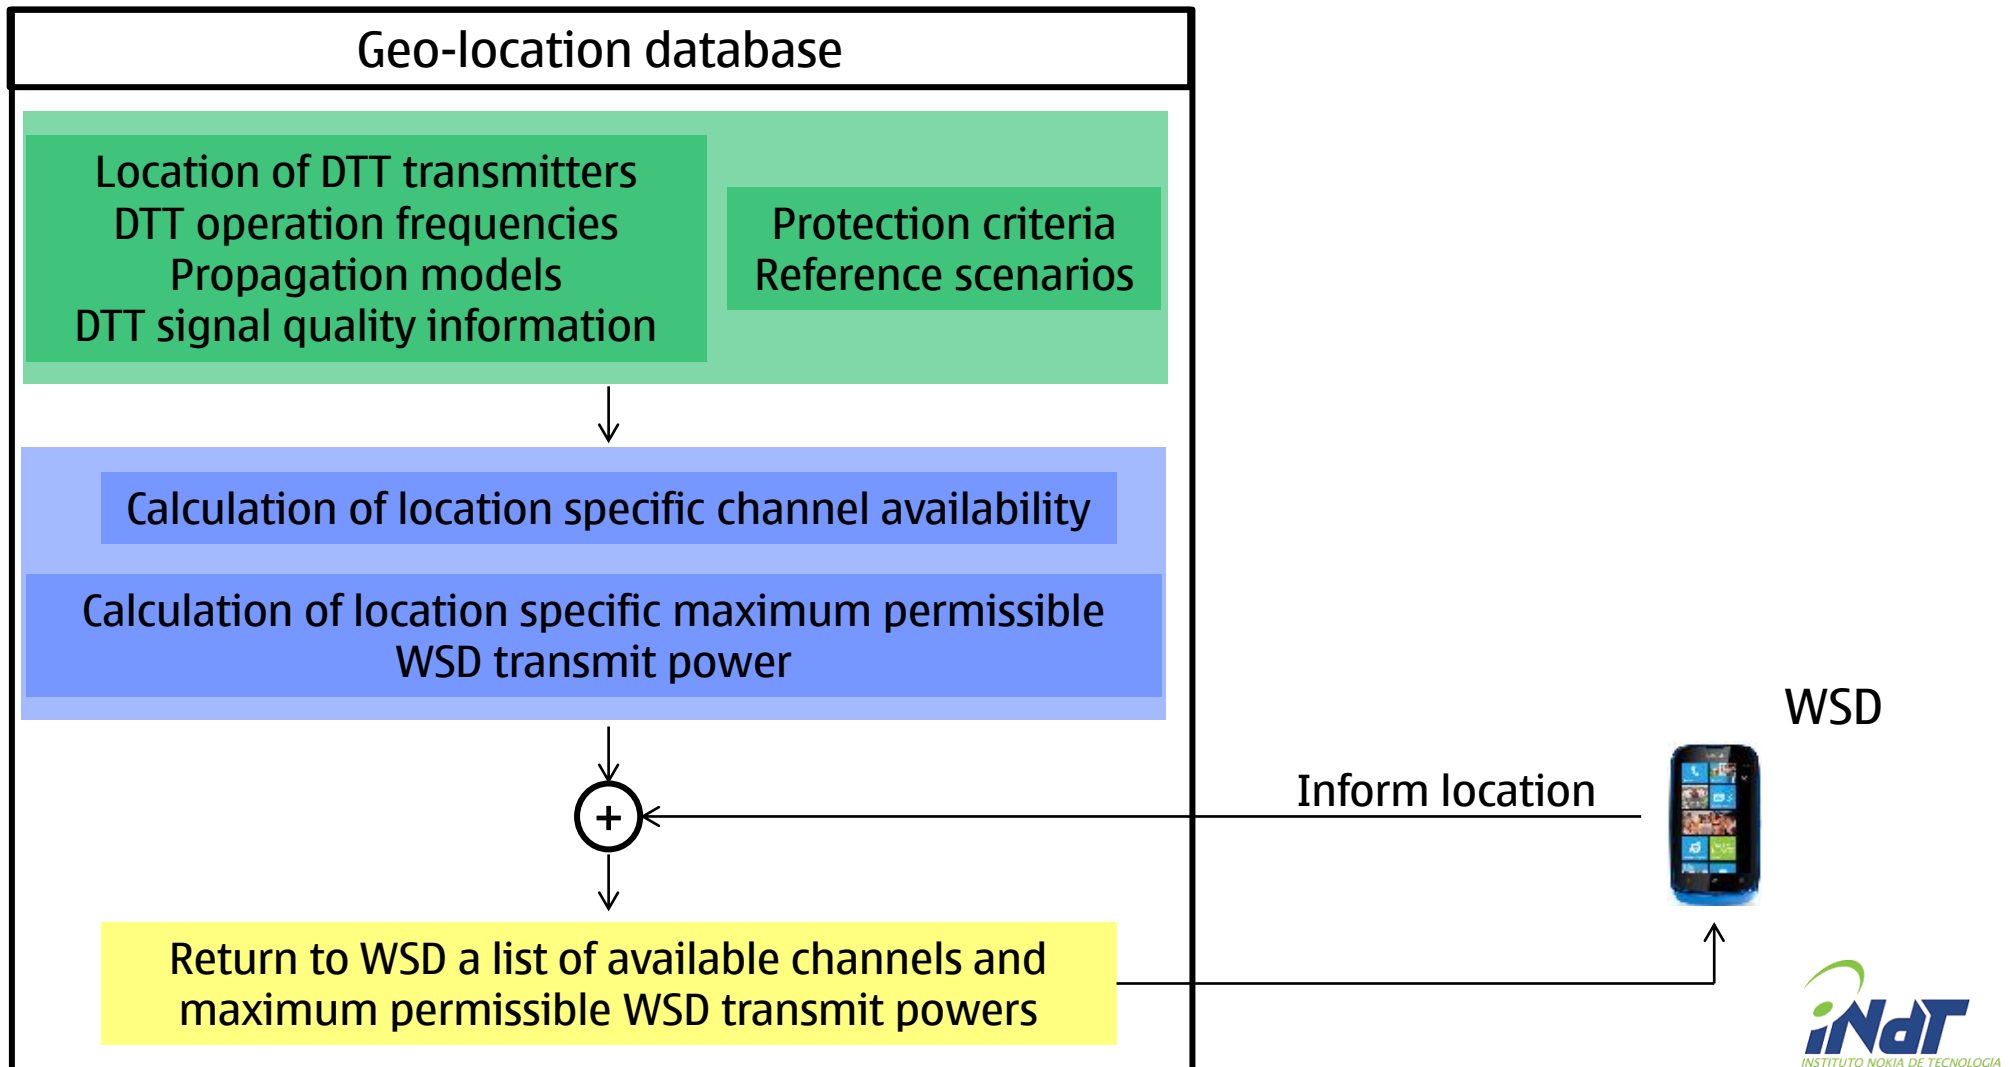 Geo-location database
Location of DTT transmitters
DTT operation frequencies
Propagation models
DTT signal quality information
Protection criteria
Reference scenarios
Calculation of location specific channel availability
Calculation of location specific maximum permissible
WSD transmit power
WSD
Inform location
+
Return to WSD a list of available channels and
maximum permissible WSD transmit powers
iNdT
INSTITUTO NOKIA DE TECNOLOGIA